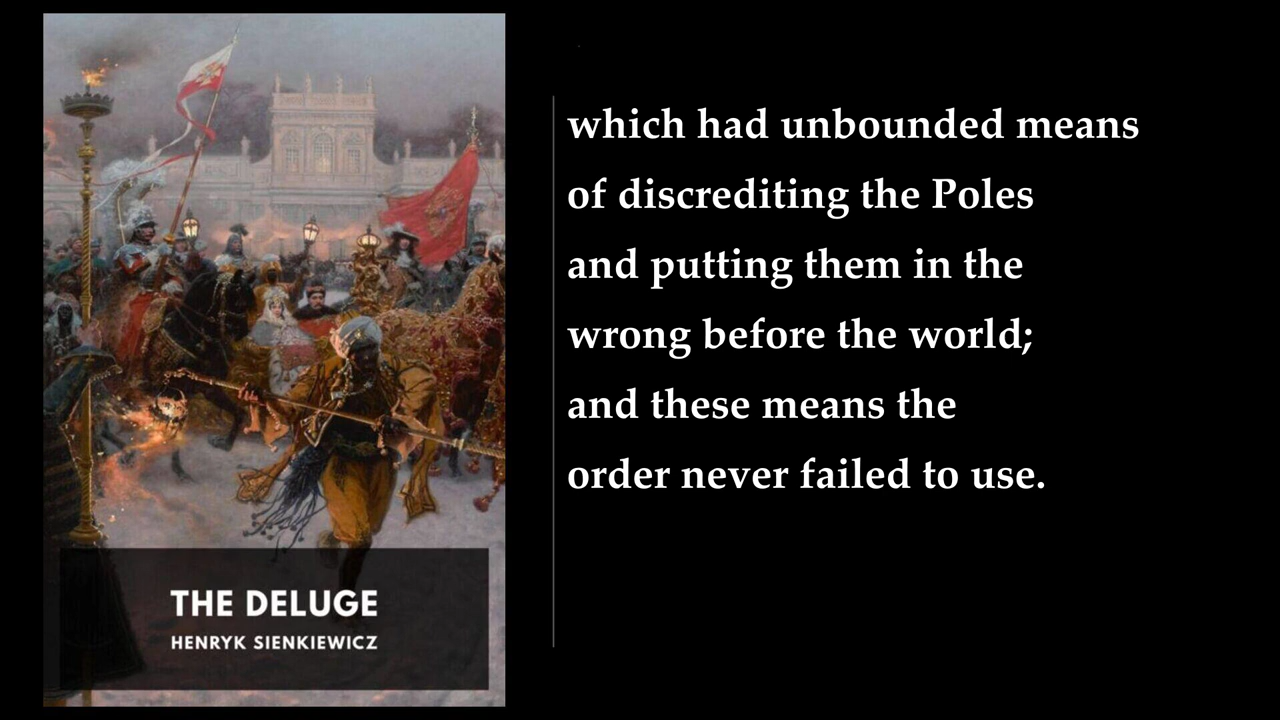 which had unbounded means
of discrediting the Poles
and putting them in the
wrong before the world;
and these means the
order never failed to use.
THE DELUGE
HENRYK SIENKIEWICZ